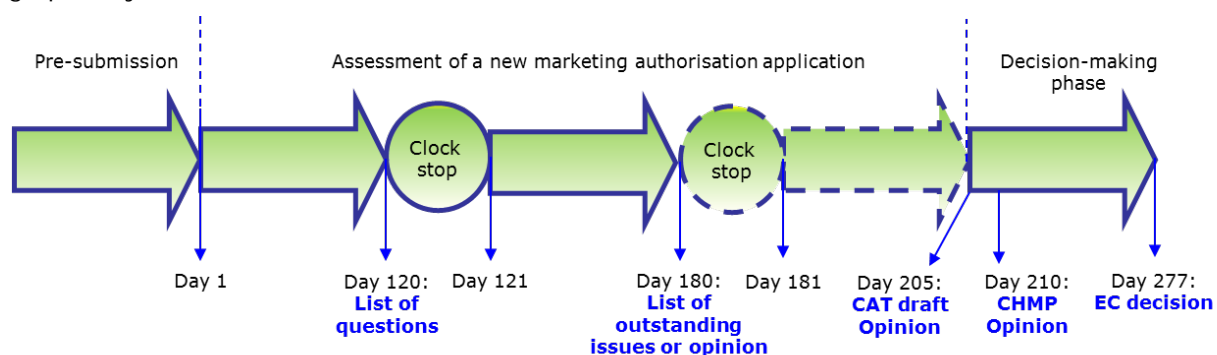 Pre-submission
Assessment of a new marketing authorisation application
Decision-making
phase
Clock
stop
Clock
stop
Day 1
Day 120:
List of
questions
Day 121
Day 180:
List of
outstanding
issues or opinion
Day 181
Day 205:
CAT draft
Opinion
Day 210:
CHMP
Opinion
Day 277:
EC decision